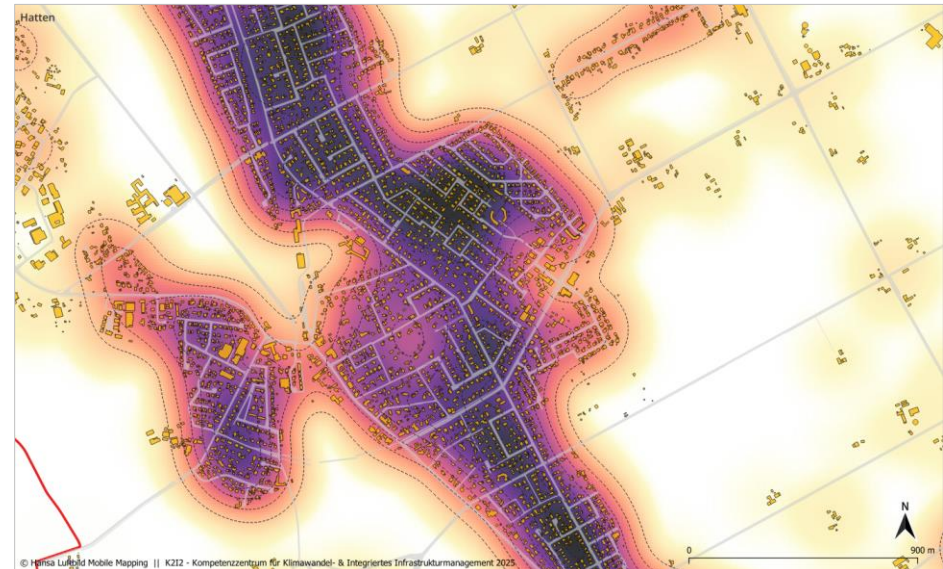 Hatten
N
0 900 m
© Hansa Luftbild Mobile Mapping || K2I2 - Kompetenzzentrum für Klimawandel- & Integriertes Infrastrukturmanagement 2025